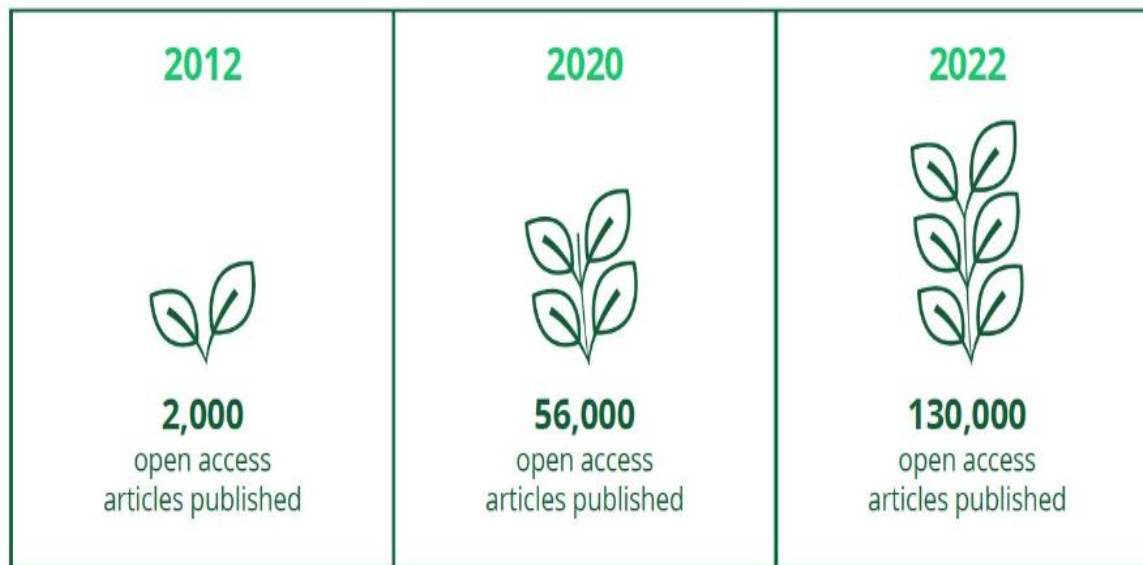 2012
2,000
open access
articles published
2020
56,000
open access
articles published
2022
130,000
open access
articles published